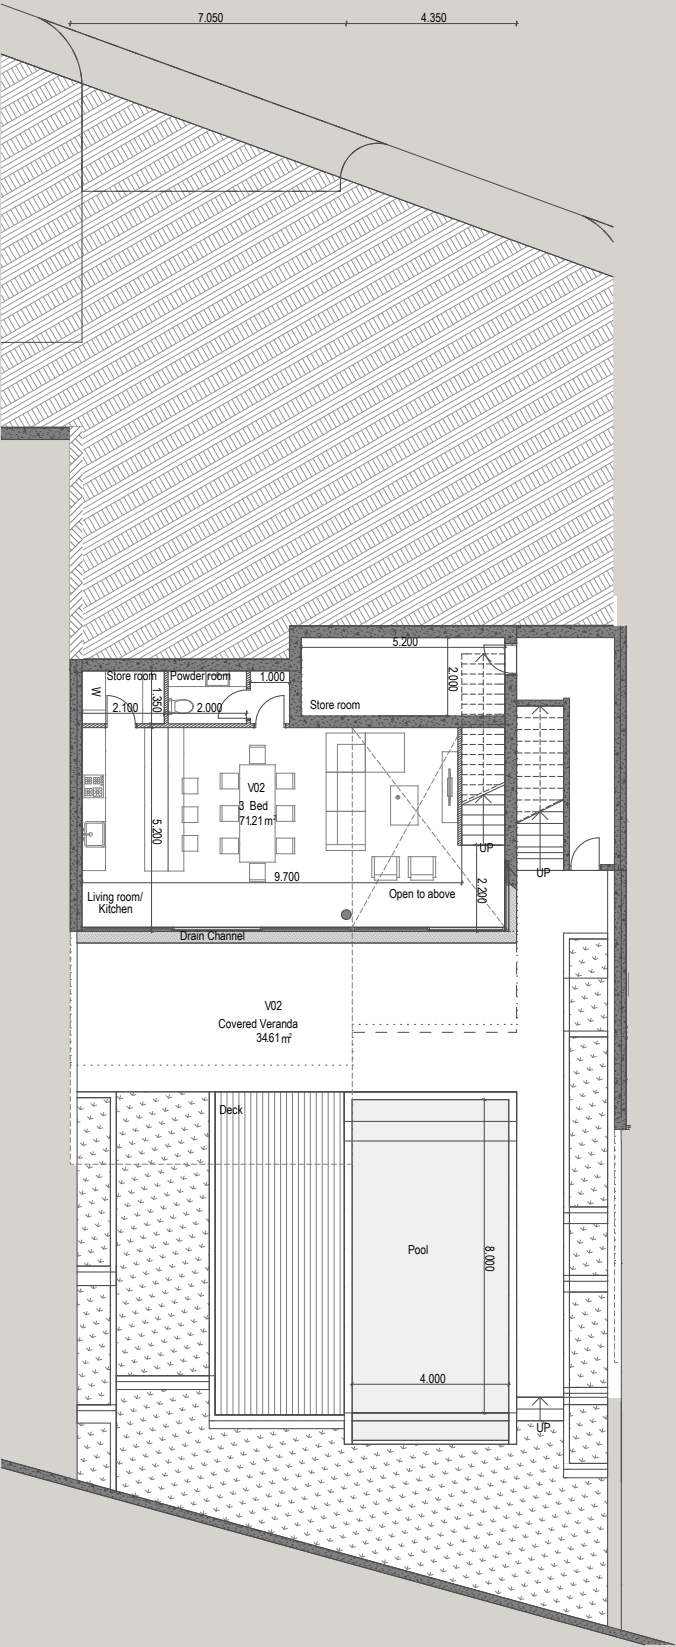 7.050
4.350
5.200
Store room
Powder room
1.000
2.000
W
1.350
2.100
2.000
Store room
V02
3 Bed
71.21 m²
5.200
UP
UP
9.700
2.200
Living room/
Kitchen
Open to above
Drain Channel
V02
Covered Veranda
34.61 m²
Deck
Pool
8.000
4.000
UP